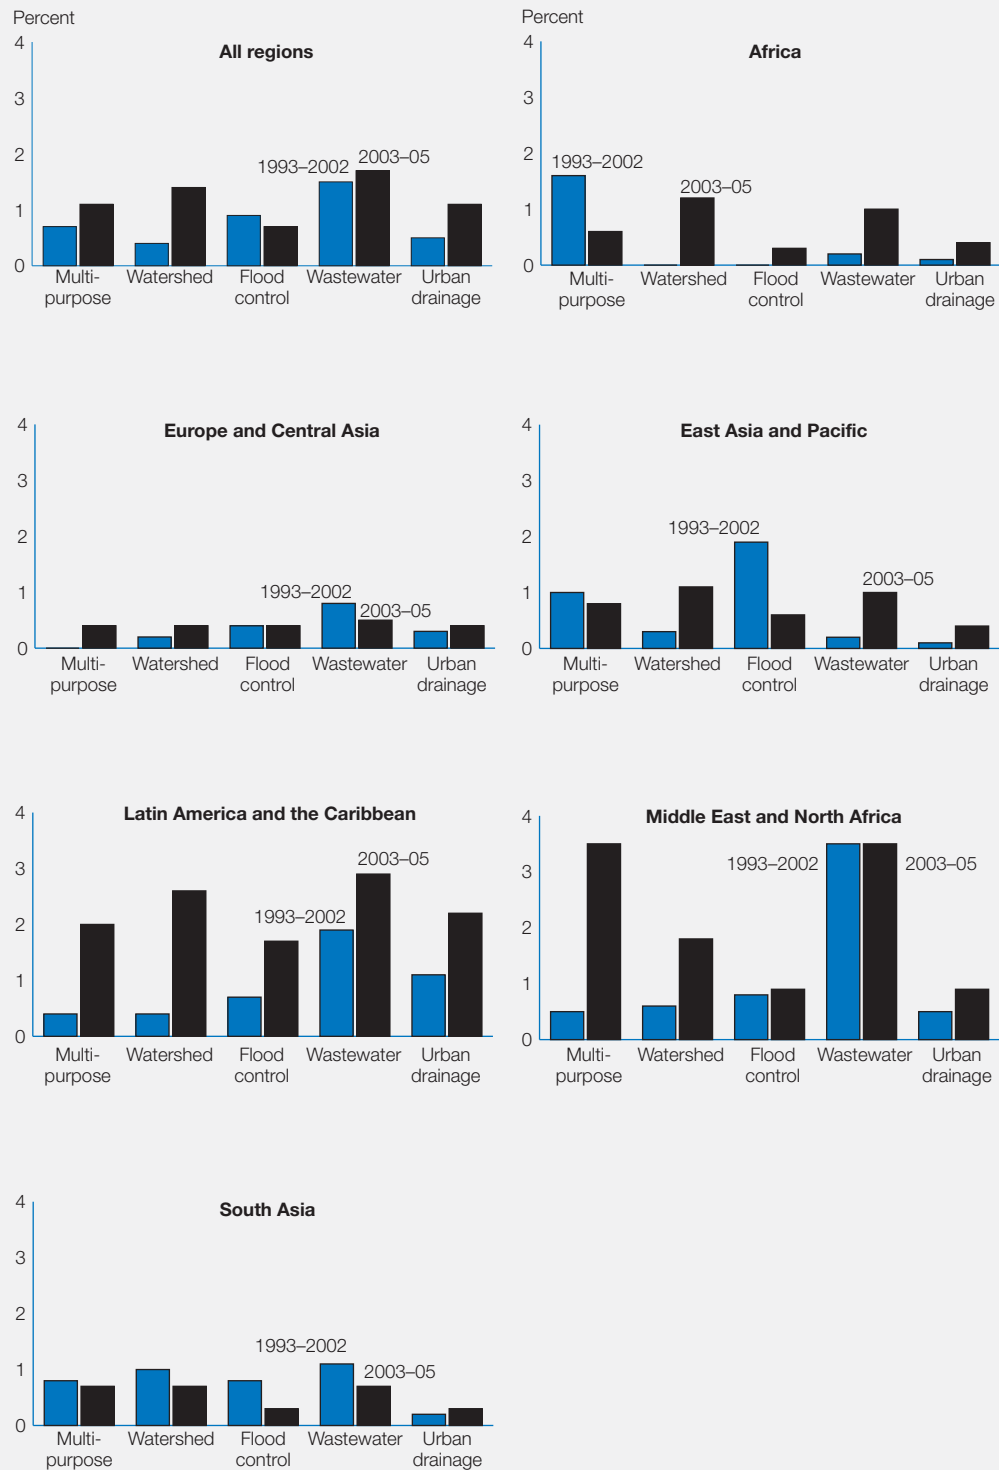 Percent
4
3
2
1
0
All regions
1993–2002
2003–05
Multi-
purpose
Watershed
Flood
control
Wastewater
Urban
drainage
Percent
4
3
2
1
0
Africa
1993–2002
2003–05
Multi-
purpose
Watershed
Flood
control
Wastewater
Urban
drainage
4
3
2
1
0
Europe and Central Asia
1993–2002
2003–05
Multi-
purpose
Watershed
Flood
control
Wastewater
Urban
drainage
4
3
2
1
0
East Asia and Pacific
1993–2002
2003–05
Multi-
purpose
Watershed
Flood
control
Wastewater
Urban
drainage
4
3
2
1
0
Latin America and the Caribbean
2003–05
1993–2002
Multi-
purpose
Watershed
Flood
control
Wastewater
Urban
drainage
4
3
2
1
0
Middle East and North Africa
1993–2002
2003–05
Multi-
purpose
Watershed
Flood
control
Wastewater
Urban
drainage
4
3
2
1
0
South Asia
1993–2002
2003–05
Multi-
purpose
Watershed
Flood
control
Wastewater
Urban
drainage